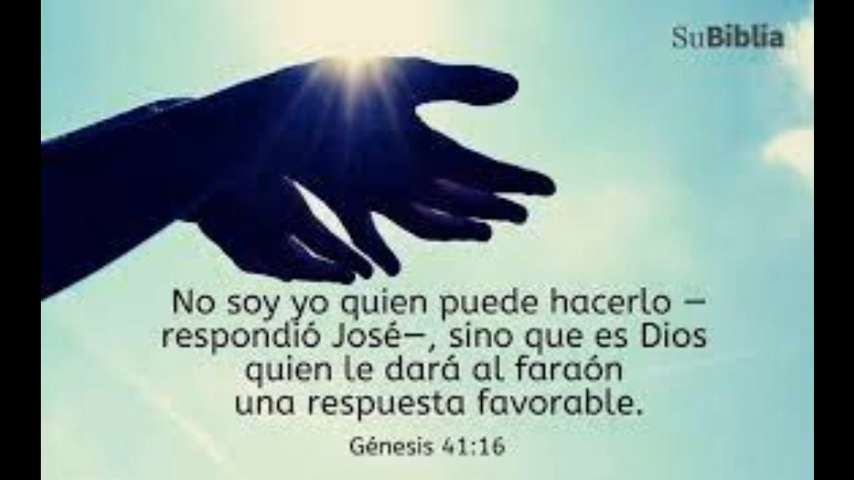 SuBiblia
No soy yo quien puede hacerlo —
respondió José—, sino que es Dios
quien le dará al faraón
una respuesta favorable.
Génesis 41:16